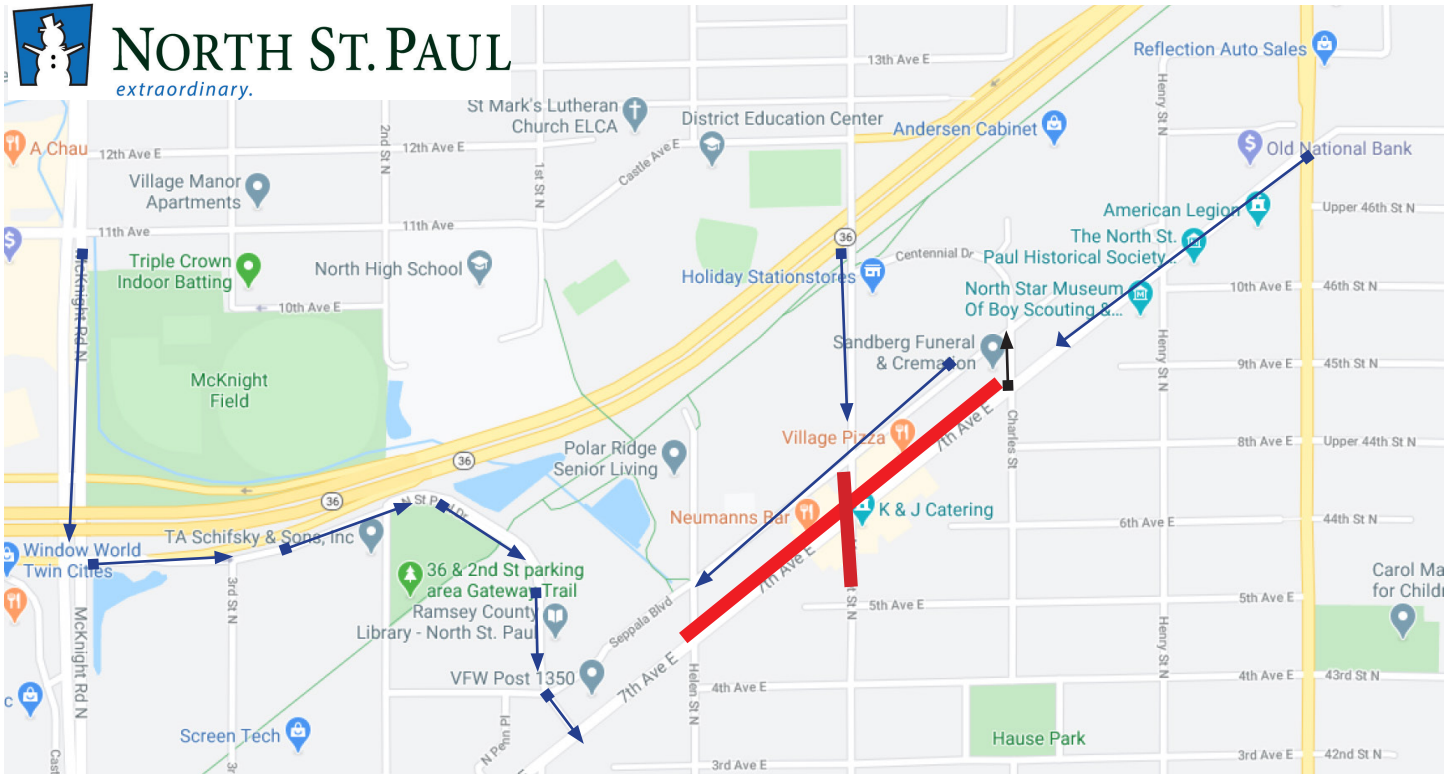 NORTH ST. PAUL
extraordinary.
13th Ave E
Reflection Auto Sales
St Mark's Lutheran
Church ELCA
District Education Center
Andersen Cabinet
Henry St N
Old National Bank
A Chau
12th Ave E
2nd St N
12th Ave E
1st St N
Castle Ave E
Village Manor
Apartments
American Legion
Upper 46th St N
11th Ave
11th Ave
36
The North St.
Paul Historical Society...
Centennial Dr
McKnight Rd N
Triple Crown
Indoor Batting
North High School
Holiday Stationstores
North Star Museum
Of Boy Scouting &...
10th Ave E
46th St N
10th Ave E
Sandberg Funeral
& Cremation
Henry St N
9th Ave E
45th St N
McKnight
Field
Village Pizza
7th Ave E
Charles St
8th Ave E
Upper 44th St N
36
Polar Ridge
Senior Living
36
N St Paul Dr
Neumanns Bar
K & J Catering
6th Ave E
44th St N
TA Schifsky & Sons, Inc
Window World
Twin Cities
7th Ave E
36 & 2nd St parking
area Gateway Trail
3rd St N
Ramsey County
Library - North St. Paul
Seppala Blvd
St N
5th Ave E
5th Ave E
Carol Ma
for Childr
McKnight Rd N
Henry St N
VFW Post 1350
7th Ave E
Helen St N
4th Ave E
4th Ave E
43rd St N
c
N Penn Pl
Screen Tech
Hause Park
Cast
3r
3rd Ave E
3rd Ave E
42nd St N